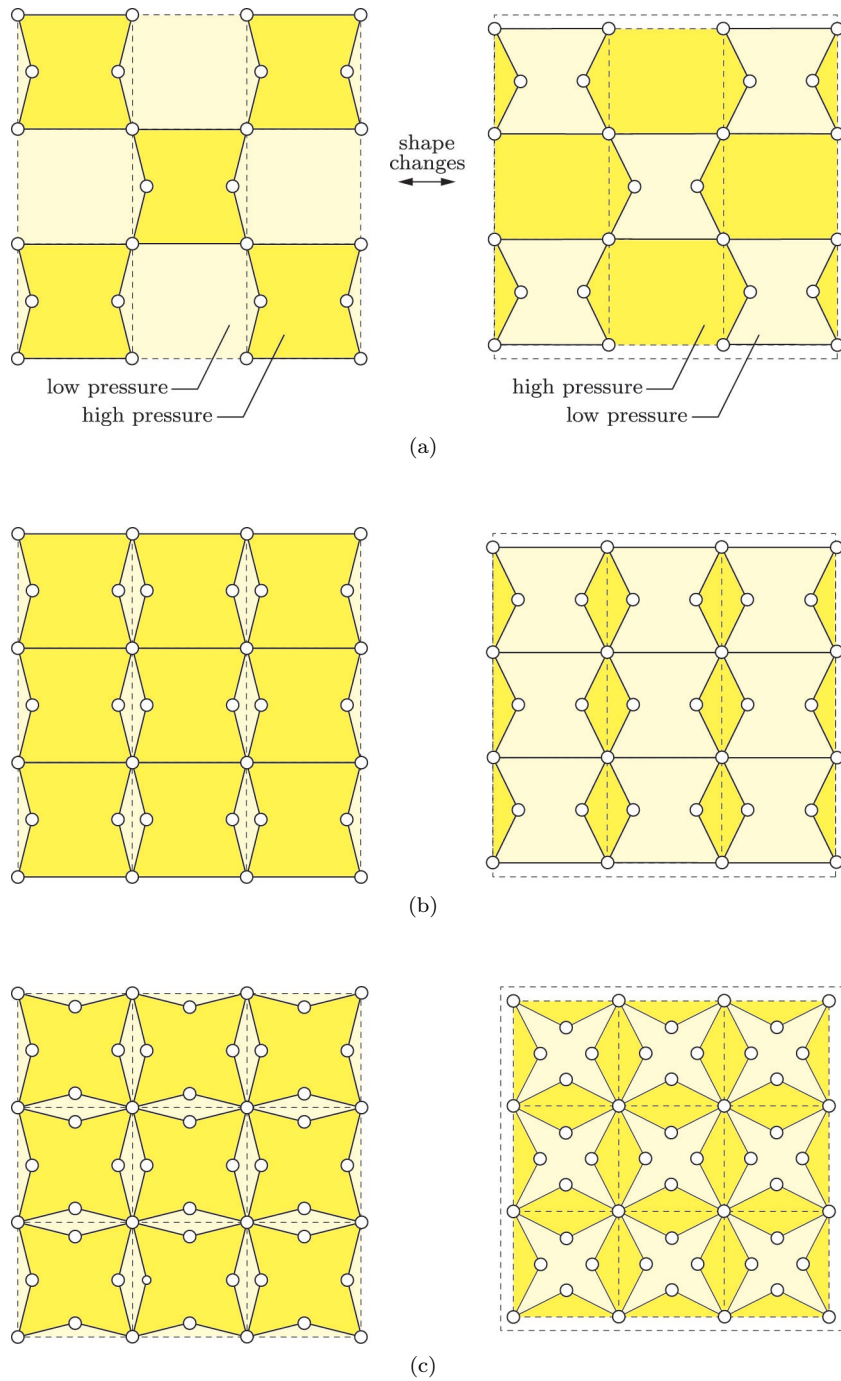 shape
changes
low pressure
high pressure
high pressure
low pressure
(a)
(b)
(c)